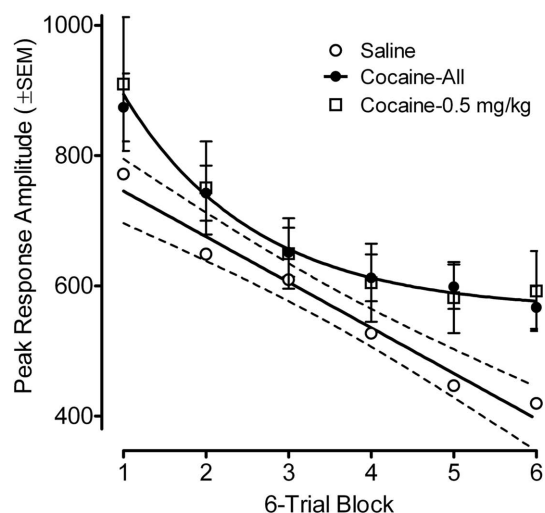 Peak Response Amplitude (±SEM)
1000
800
600
400
Saline
Cocaine-All
Cocaine-0.5 mg/kg
1 2 3 4 5 6
6-Trial Block